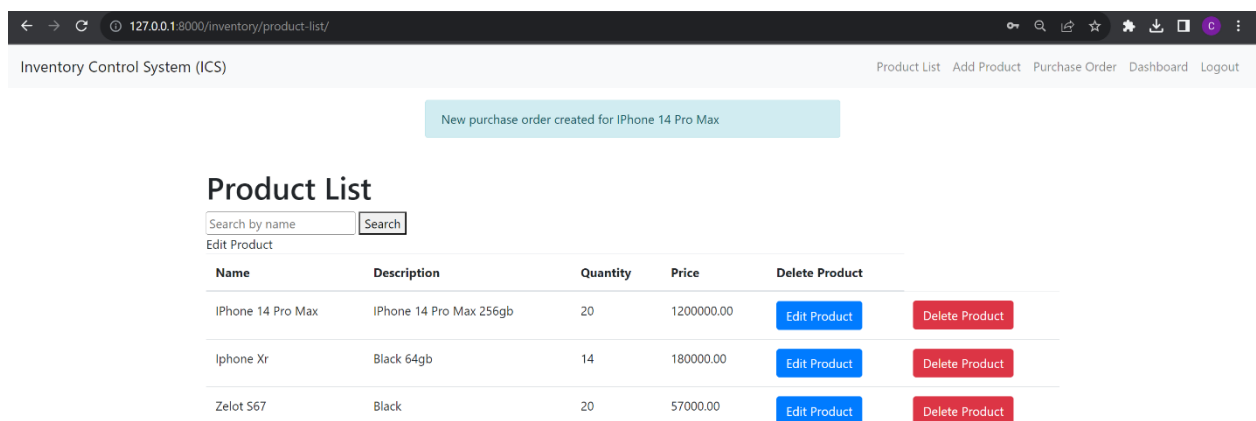 127.0.0.1:8000/inventory/product-list/ C
Inventory Control System (ICS) Product List Add Product Purchase Order Dashboard Logout
New purchase order created for IPhone 14 Pro Max
Product List
Search by name Search
Edit Product
Name Description Quantity Price Delete Product
IPhone 14 Pro Max IPhone 14 Pro Max 256gb 20 1200000.00 Edit Product Delete Product
Iphone Xr Black 64gb 14 180000.00 Edit Product Delete Product
Zelot S67 Black 20 57000.00 Edit Product Delete Product